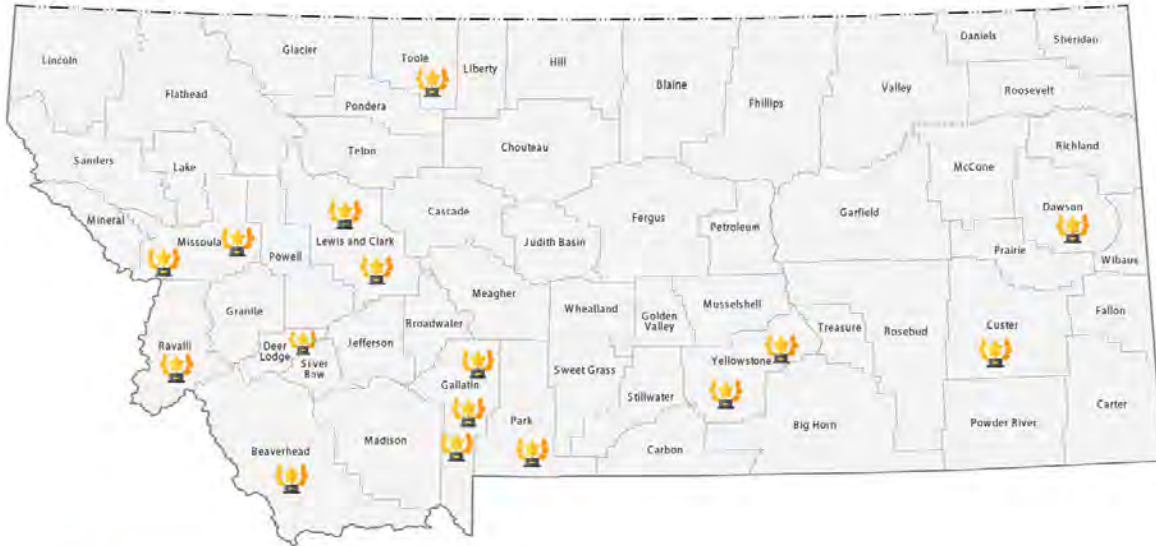 Lincoln
Flathead
Glacier
Toole
Liberty
Hill
Blaine
Phillips
Valley
Daniels
Sheridan
Roosevelt
Pondera
Teton
Chouteau
Richland
McCone
Sanders
Lake
Mineral
Missoula
Powell
Lewis and Clark
Cascade
Judith Basin
Fergus
Petroleum
Garfield
Dawson
Prairie
Wibaux
Ravalli
Granite
Deer
Lodge
Silver
Bow
Jefferson
Broadwater
Meagher
Wheatland
Golden
Valley
Musselshell
Treasure
Rosebud
Custer
Fallon
Gallatin
Park
Sweet Grass
Stillwater
Yellowstone
Big Horn
Carbon
Powder River
Carter
Beaverhead
Madison